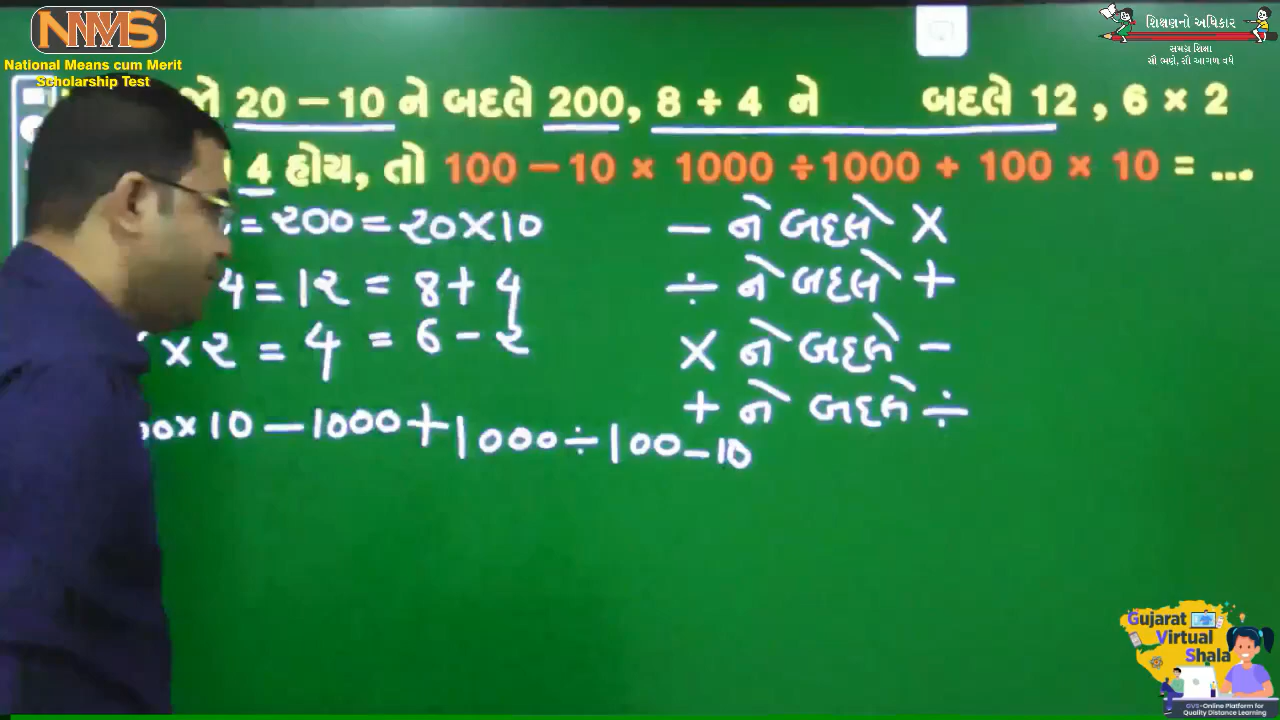 NMMS
National Means cum Merit
Scholarship Test
શિક્ષણનો અધિકાર
સમગ્ર શિક્ષા
સૌ ભણે, સૌ આગળ વધે
જો 20 – 10 ને બદલે 200, 8 ÷ 4 ને બદલે 12 , 6 × 2
4 હોય, તો 100 – 10 × 1000 ÷ 1000 + 100 × 10 = ...
= ૨00 = ૨0 × 10
4 = 1૨ = 8 + 4
× ૨ = 4 = 6 – ૨
0 × 10 – 1000 + 1000 ÷ 100 – 10
– ને બદલે ×
÷ ને બદલે +
× ને બદલે –
+ ને બદલે ÷
Gujarat
Virtual
Shala
GVS-Online Platform for
Quality Distance Learning